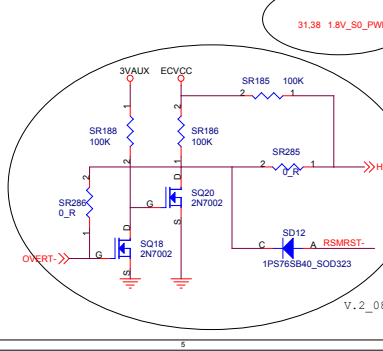 31,38 1.8V_S0_PW
3VAUX
ECVCC
SR185 100K
2 1
1
2
SR188
100K
SR186
100K
2
1
SR285
2 1
0_R
H
SR286
0_R
2
1
D
G
S
SQ20
2N7002
D
G
S
SQ18
2N7002
OVERT-
SD12
C A
RSMRST-
1PS76SB40_SOD323
V.2_08
5